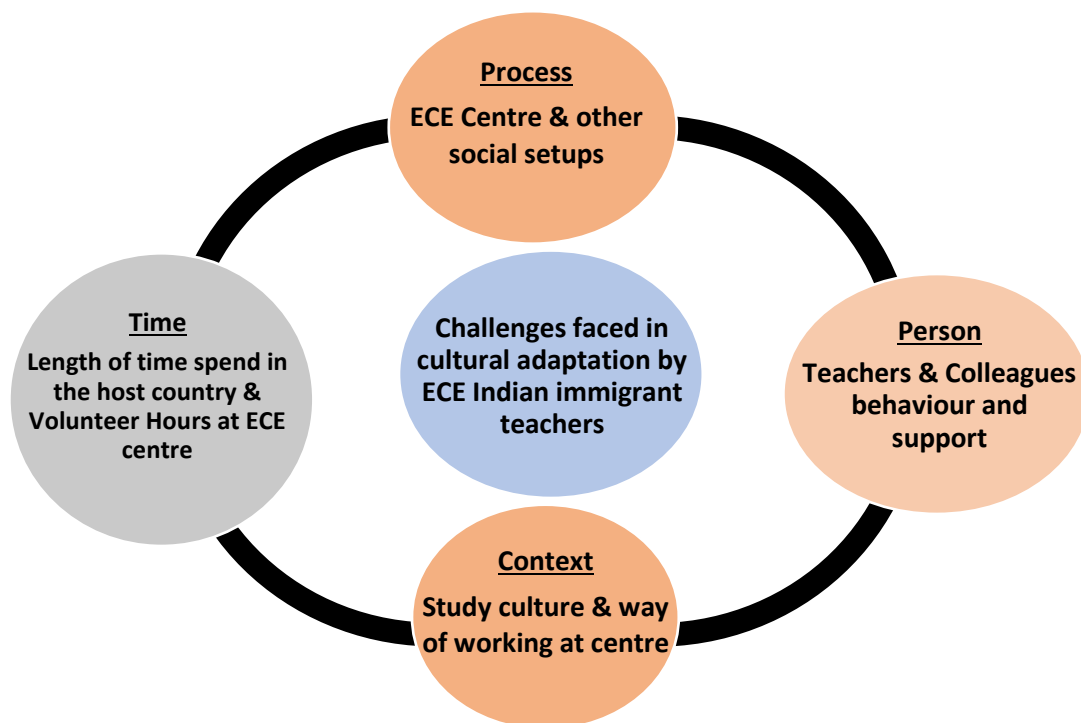 Process
ECE Centre & other
social setups
Time
Length of time spend in
the host country &
Volunteer Hours at ECE
centre
Challenges faced in
cultural adaptation by
ECE Indian immigrant
teachers
Person
Teachers & Colleagues
behaviour and
support
Context
Study culture & way
of working at centre